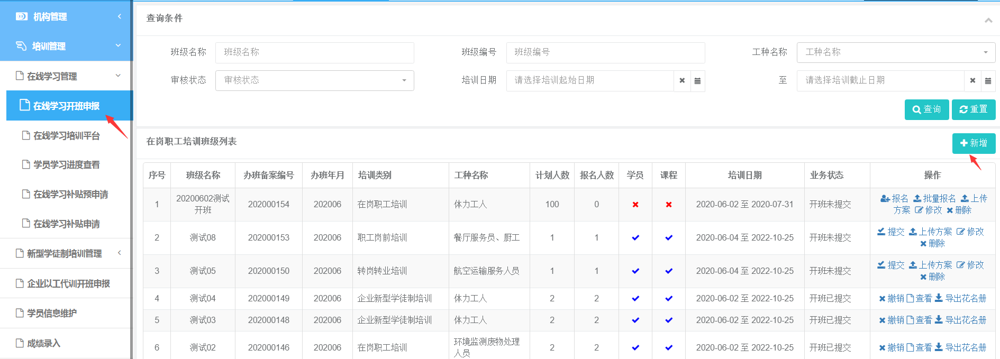 机构管理
培训管理
在线学习管理
在线学习开班申报
在线学习培训平台
学员学习进度查看
在线学习补贴预申请
在线学习补贴申请
新型学徒制培训管理
企业以工代训开班申报
学员信息维护
成绩录入
查询条件
班级名称 班级名称 班级编号 班级编号 工种名称 工种名称
审核状态 审核状态 培训日期 请选择培训起始日期 至 请选择培训截止日期
查询 重置
在岗职工培训班级列表 新增
序号 班级名称 办班备案编号 办班年月 培训类别 工种名称 计划人数 报名人数 学员 课程 培训日期 业务状态 操作
1 20200602测试开班 202000154 202006 在岗职工培训 体力工人 100 0 2020-06-02 至 2020-07-31 开班未提交 报名 批量报名 上传方案 修改 删除
2 测试08 202000153 202006 职工岗前培训 餐厅服务员、厨工 1 1 2020-06-04 至 2022-10-25 开班未提交 提交 上传方案 修改 删除
3 测试05 202000150 202006 转岗转业培训 航空运输服务人员 1 1 2020-06-04 至 2022-10-25 开班未提交 提交 上传方案 修改 删除
4 测试04 202000149 202006 企业新型学徒制培训 体力工人 2 2 2020-06-02 至 2022-10-25 开班已提交 撤销 查看 导出花名册
5 测试03 202000148 202006 企业新型学徒制培训 体力工人 2 2 2020-06-02 至 2022-10-25 开班已提交 撤销 查看 导出花名册
6 测试02 202000146 202006 在岗职工培训 环境监测废物处理人员 2 2 2020-06-02 至 2022-10-25 开班已提交 撤销 查看 导出花名册